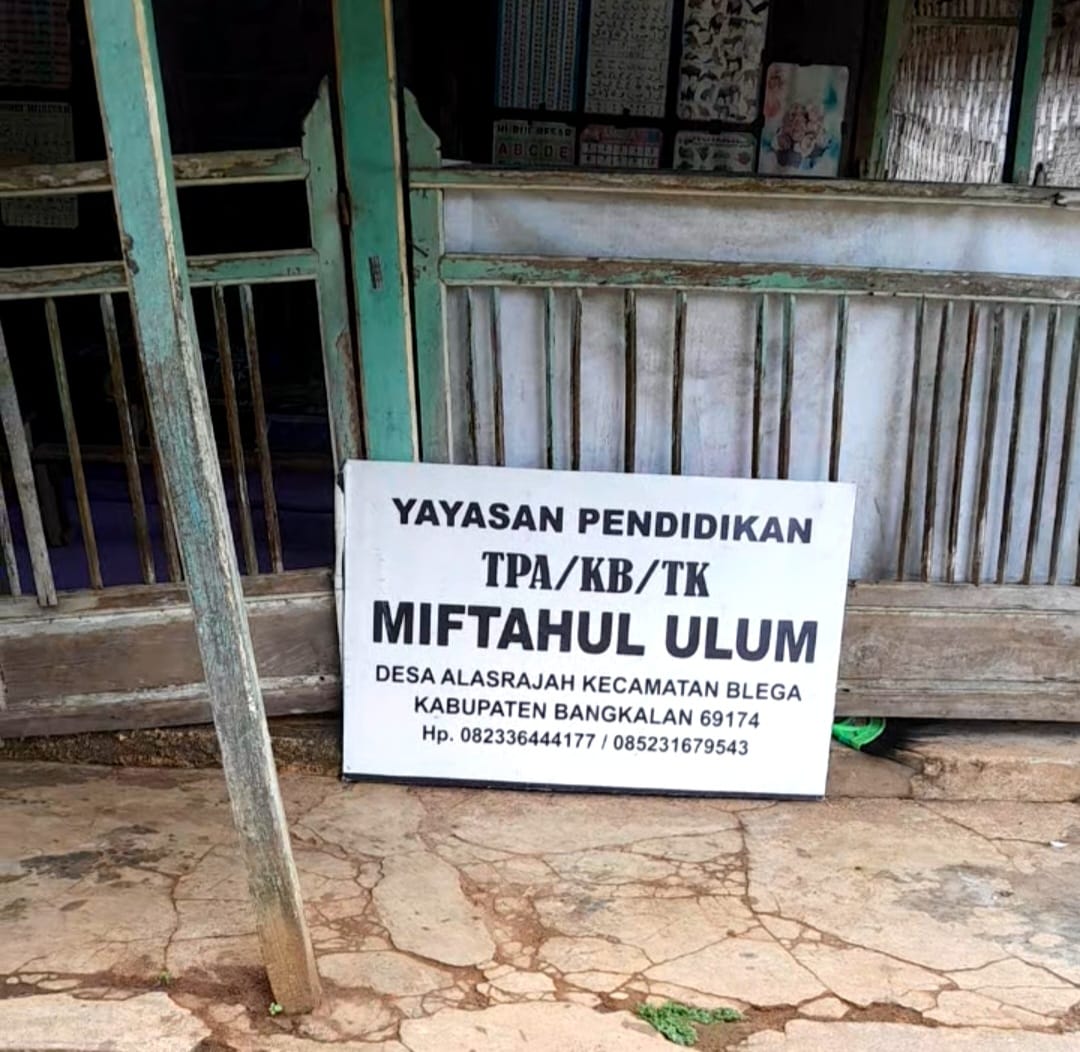 A B C D E
YAYASAN PENDIDIKAN
TPA/KB/TK
MIFTAHUL ULUM
DESA ALASRAJAH KECAMATAN BLEGA
KABUPATEN BANGKALAN 69174
Hp. 082336444177 / 085231679543